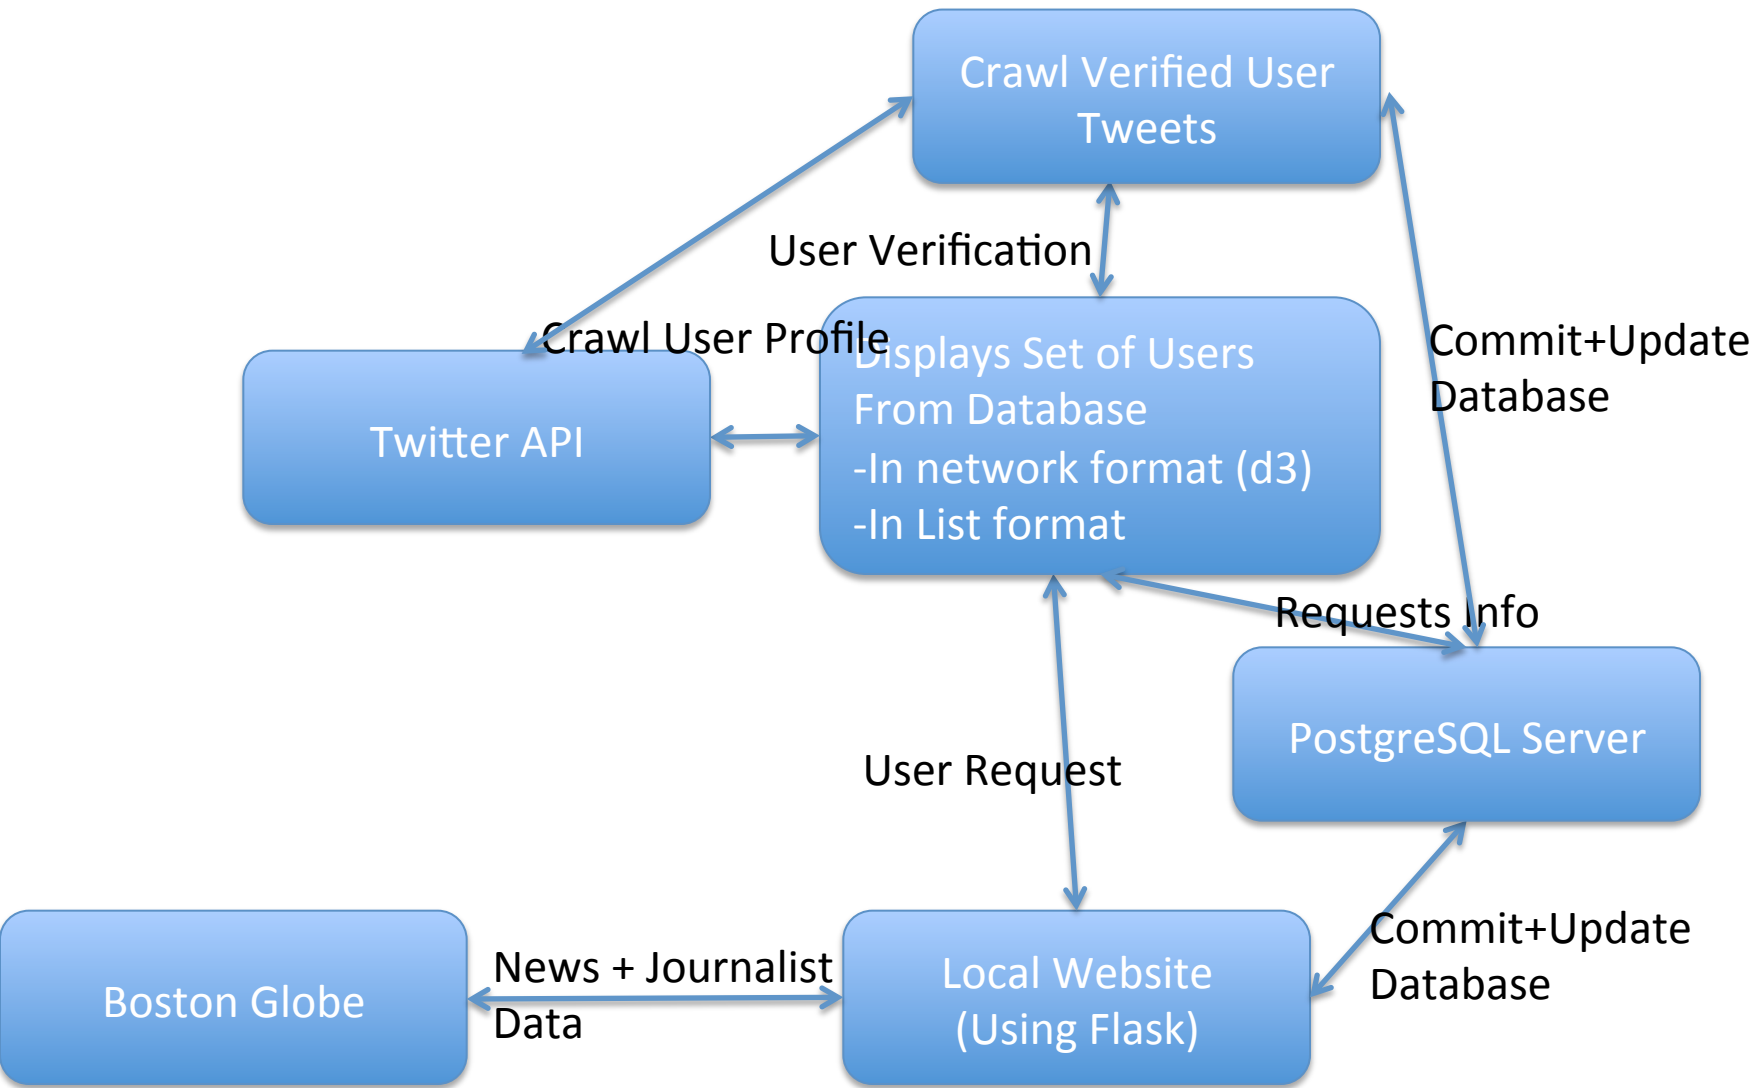 Crawl Verified User
Tweets
User Verification
Crawl User Profile
Displays Set of Users
From Database
-In network format (d3)
-In List format
Commit+Update
Database
Twitter API
Requests Info
PostgreSQL Server
User Request
Commit+Update
Database
News + Journalist
Data
Boston Globe
Local Website
(Using Flask)